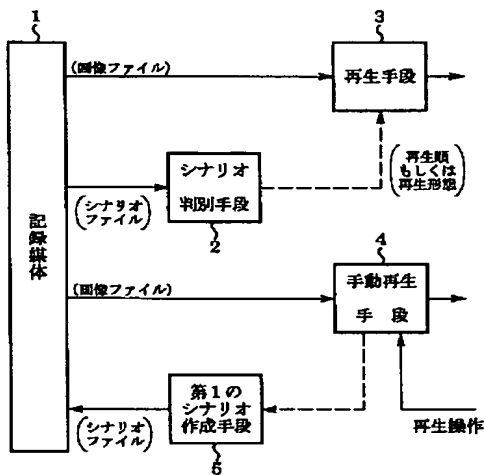 1
3
(画像ファイル)
再生手段
シナリオ
判別手段
2
(シナリオ
ファイル)
(再生順
もしくは
再生形態)
記録媒体
4
(画像ファイル)
手動再生
手 段
第1の
シナリオ
作成手段
5
(シナリオ
ファイル)
再生操作